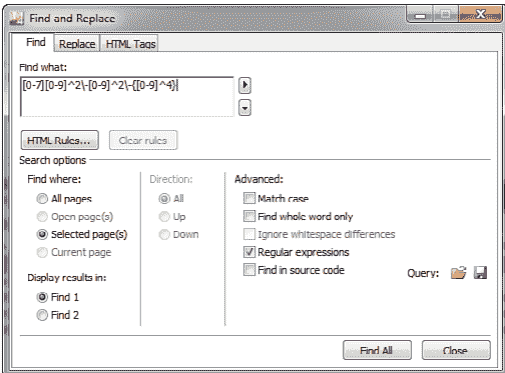 Find and Replace
Find Replace HTML Tags
Find what:
[0-7][0-9]^2\-[0-9]^2\-{[0-9]^4}
HTML Rules... Clear rules
Search options
Find where: Direction: Advanced:
All pages All Match case
Open page(s) Up Find whole word only
Selected page(s) Down Ignore whitespace differences
Current page Regular expressions
Display results in: Find in source code Query:
Find 1
Find 2
Find All Close